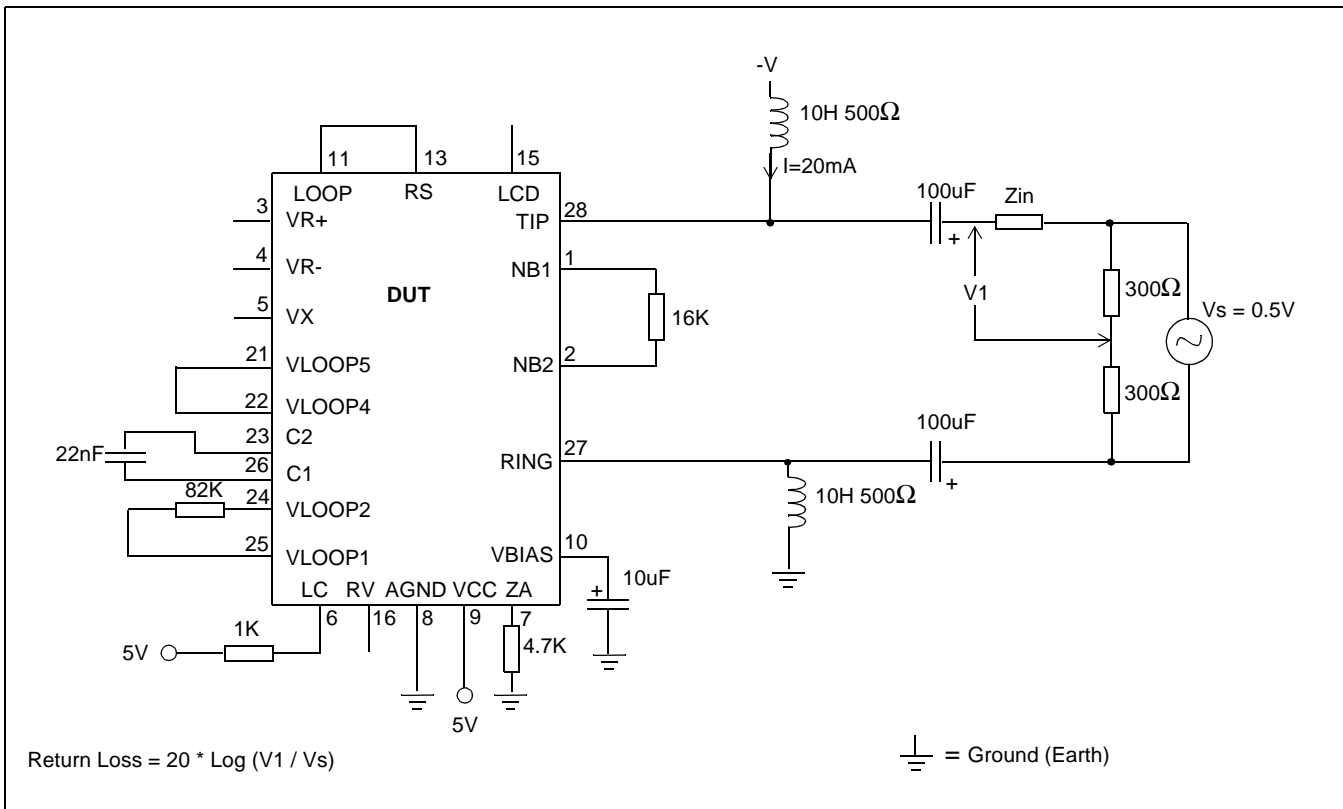 -V
10H 500Ω
I=20mA
11
13
15
LOOP
RS
LCD
3
VR+
TIP
28
100uF
+
Zin
4
VR-
NB1
1
DUT
300Ω
5
VX
16K
V1
Vs = 0.5V
21
VLOOP5
NB2
2
22
VLOOP4
300Ω
23
C2
100uF
22nF
26
C1
RING
27
+
82K
24
VLOOP2
10H 500Ω
25
VLOOP1
VBIAS
10
10uF
+
LC
RV
AGND
VCC
ZA
6
16
8
9
7
1K
4.7K
5V
5V
Return Loss = 20 * Log (V1 / Vs)
= Ground (Earth)